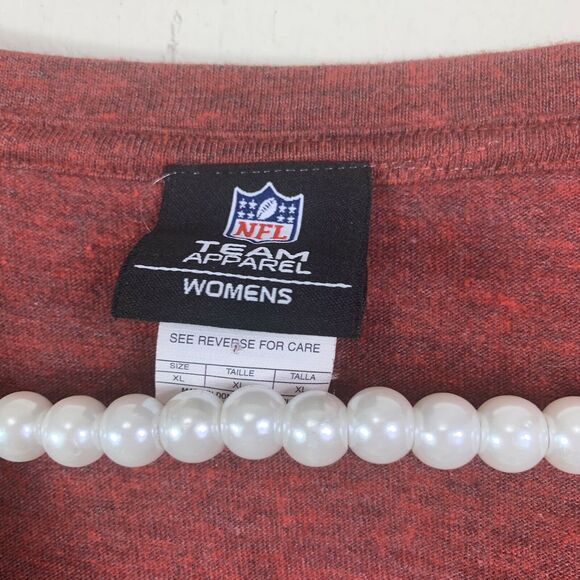 NFL
TEAM
APPAREL
WOMENS
SEE REVERSE FOR CARE
SIZE TAILLE TALLA
XL XL XL